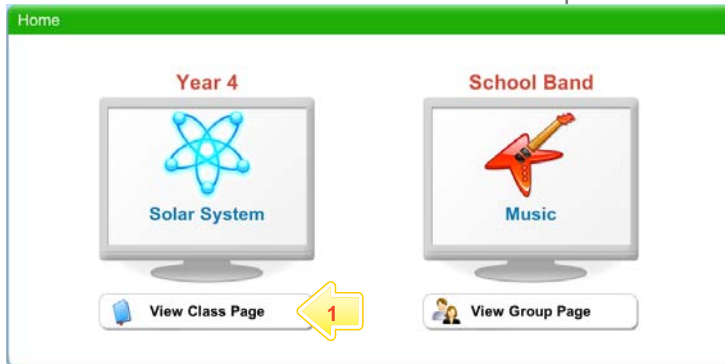 Home
Year 4
School Band
Solar System
Music
View Class Page
1
View Group Page